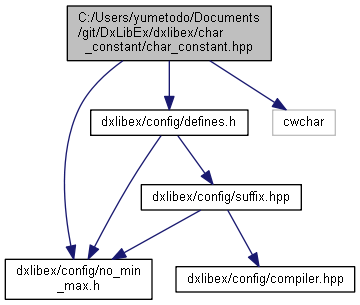 C:/Users/yumetodo/Documents
/git/DxLibEx/dxlibex/char
_constant/char_constant.hpp
dxlibex/config/defines.h
cwchar
dxlibex/config/suffix.hpp
dxlibex/config/no_min
_max.h
dxlibex/config/compiler.hpp